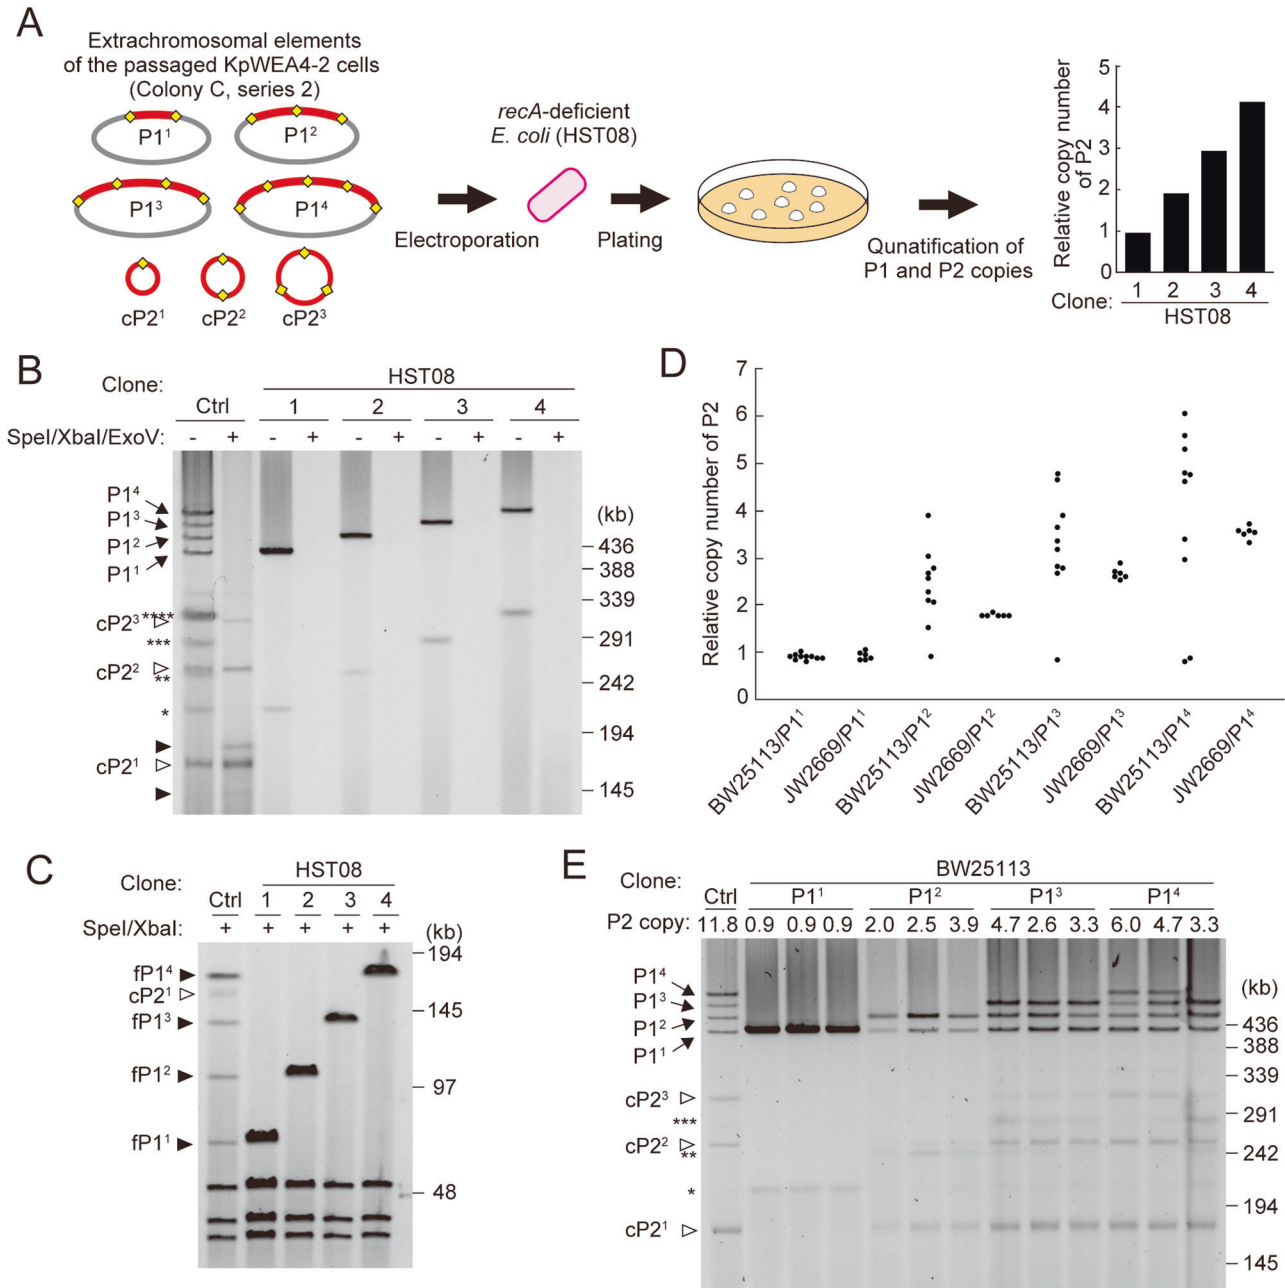 A
Extrachromosomal elements
of the passaged KpWEA4-2 cells
(Colony C, series 2)
P1¹
P1²
P1³
P1⁴
cP2¹
cP2²
cP2³
Electroporation
recA-deficient
E. coli (HST08)
Plating
Qunatification of
P1 and P2 copies
Relative copy number
of P2
5
4
3
2
1
0
Clone: 1 2 3 4
HST08
B
Clone: HST08
Ctrl 1 2 3 4
SpeI/XbaI/ExoV: - + - + - + - + - +
P1⁴
P1³
P1²
P1¹
cP2³ ****
***
cP2²
**
*
cP2¹
(kb)
436
388
339
291
242
194
145
C
HST08
Clone: Ctrl 1 2 3 4
SpeI/XbaI: + + + + +
(kb)
fP1⁴
cP2¹
fP1³
fP1²
fP1¹
194
145
97
48
D
Relative copy number of P2
7
6
5
4
3
2
1
0
BW25113/P1¹
JW2669/P1¹
BW25113/P1²
JW2669/P1²
BW25113/P1³
JW2669/P1³
BW25113/P1⁴
JW2669/P1⁴
E
BW25113
Clone: Ctrl P1¹ P1² P1³ P1⁴
P2 copy: 11.8 0.9 0.9 0.9 2.0 2.5 3.9 4.7 2.6 3.3 6.0 4.7 3.3
P1⁴
P1³
P1²
P1¹
cP2³
***
cP2²
**
*
cP2¹
(kb)
436
388
339
291
242
194
145